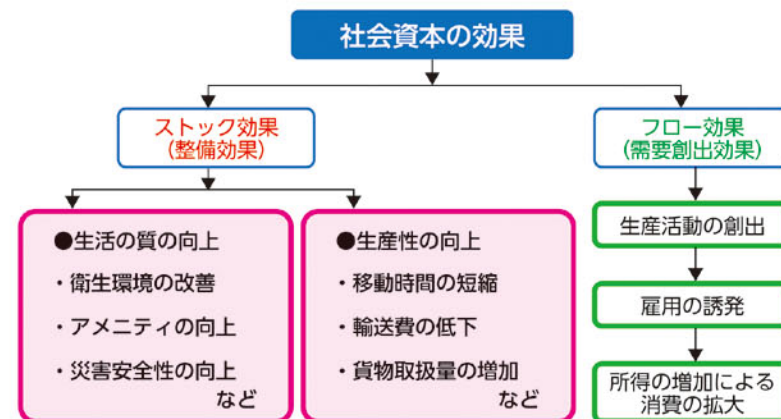 社会資本の効果
ストック効果
(整備効果)
フロー効果
(需要創出効果)
●生活の質の向上
・衛生環境の改善
・アメニティの向上
・災害安全性の向上
など
●生産性の向上
・移動時間の短縮
・輸送費の低下
・貨物取扱量の増加
など
生産活動の創出
雇用の誘発
所得の増加による
消費の拡大